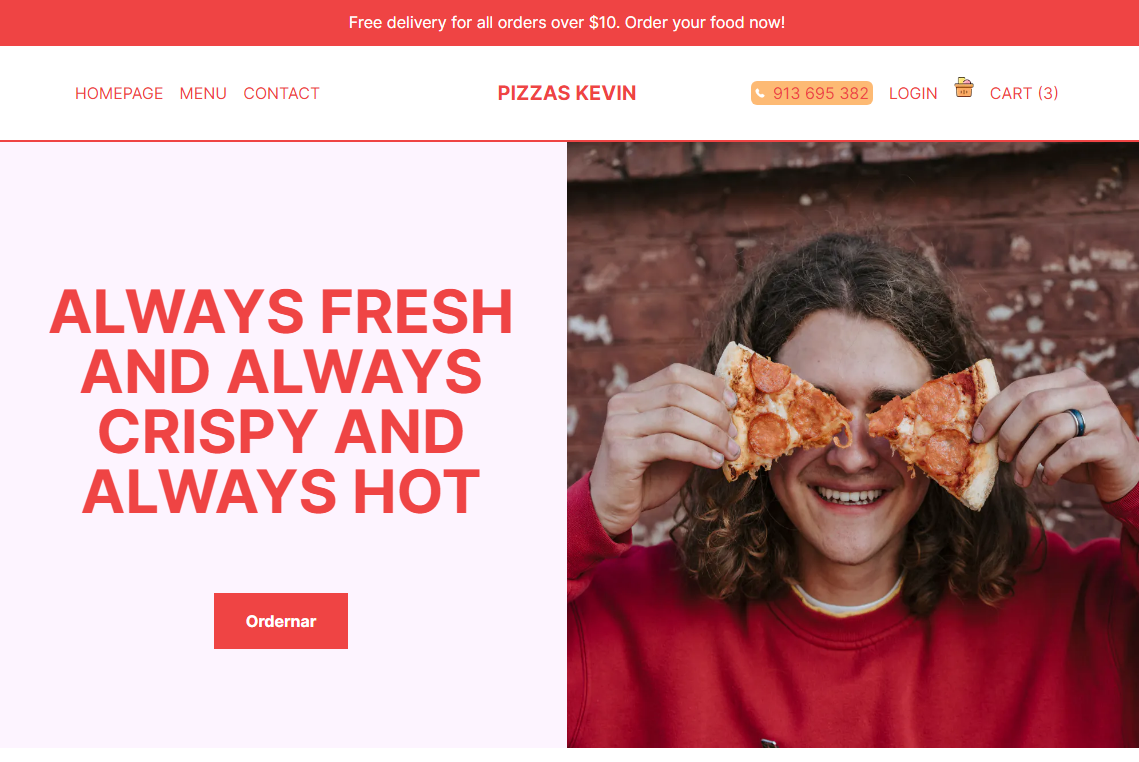 Free delivery for all orders over $10. Order your food now!
HOMEPAGE MENU CONTACT PIZZAS KEVIN 913 695 382 LOGIN CART (3)
ALWAYS FRESH
AND ALWAYS
CRISPY AND
ALWAYS HOT
Ordernar